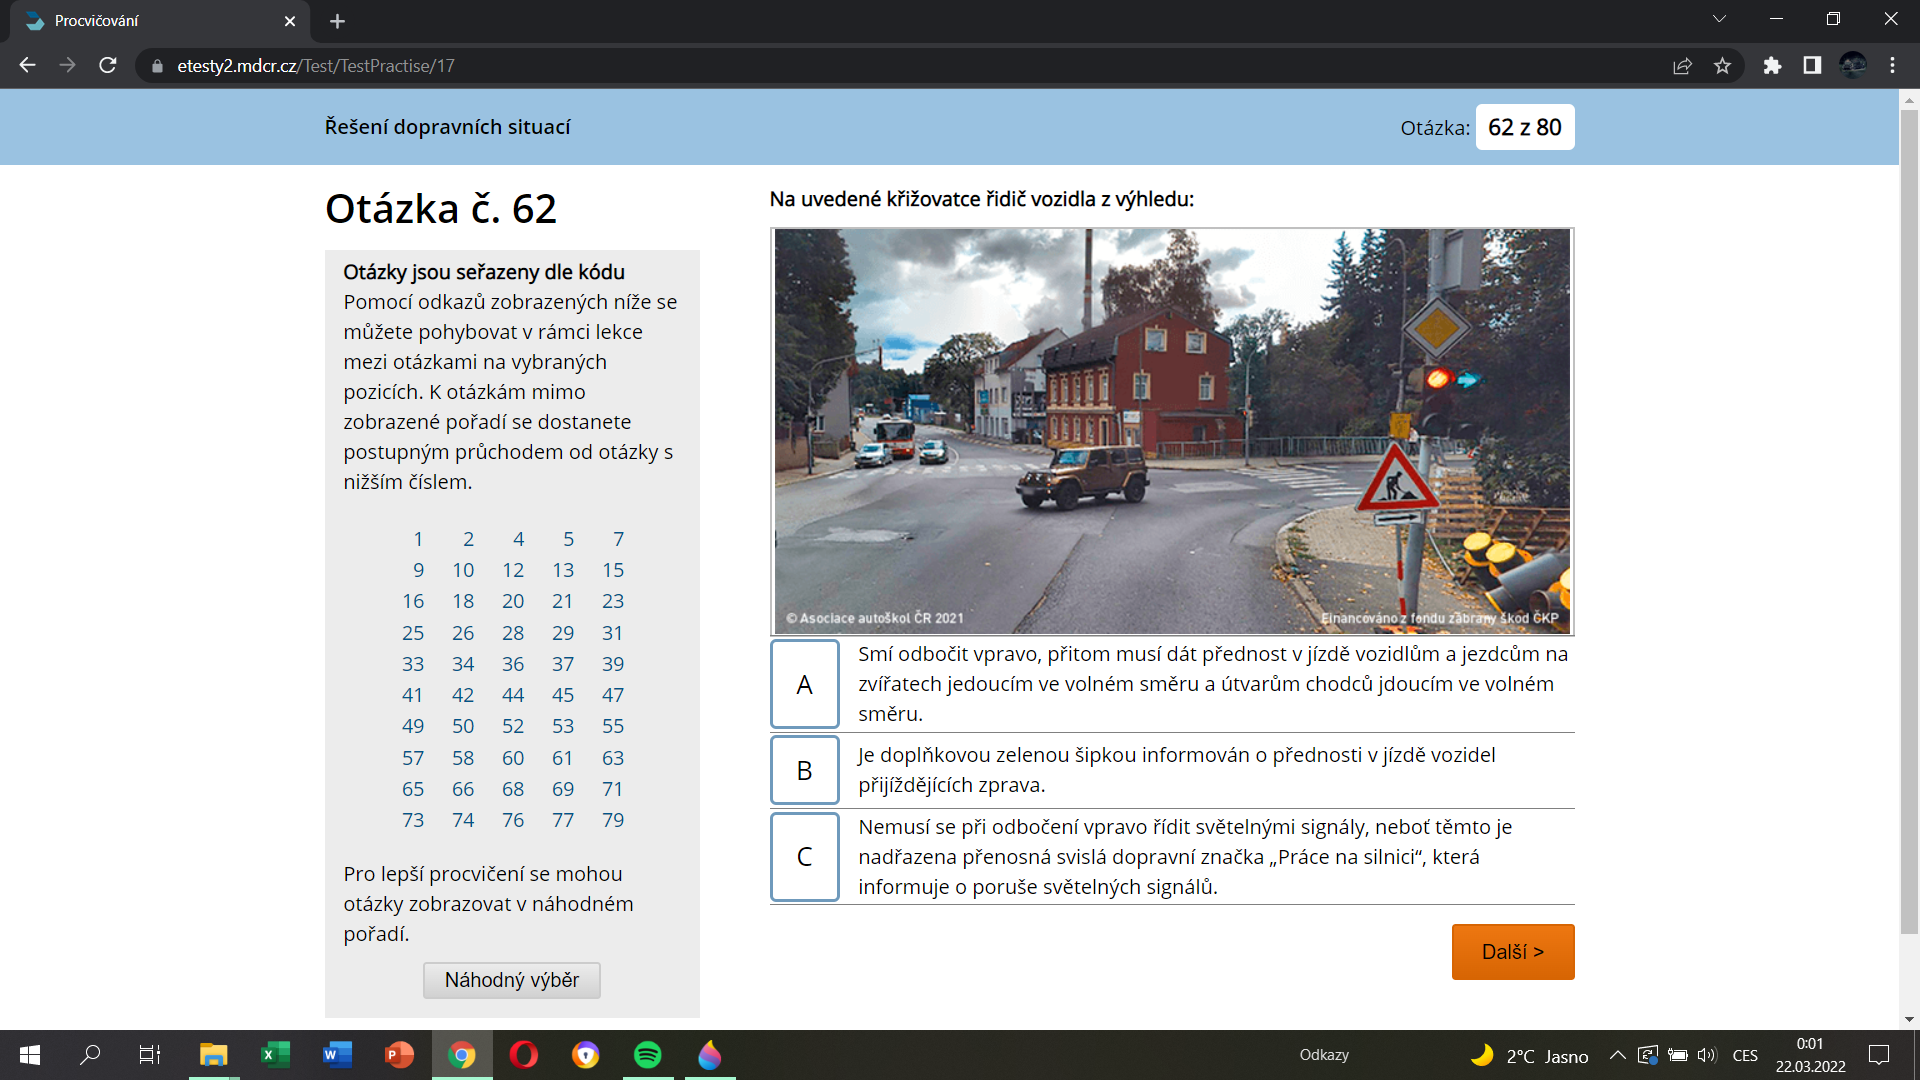 Procvičování
etesty2.mdcr.cz/Test/TestPractise/17
Řešení dopravních situací
Otázka: 62 z 80
Otázka č. 62
Otázky jsou seřazeny dle kódu
Pomocí odkazů zobrazených níže se
můžete pohybovat v rámci lekce
mezi otázkami na vybraných
pozicích. K otázkám mimo
zobrazené pořadí se dostanete
postupným průchodem od otázky s
nižším číslem.
1 2 4 5 7
9 10 12 13 15
16 18 20 21 23
25 26 28 29 31
33 34 36 37 39
41 42 44 45 47
49 50 52 53 55
57 58 60 61 63
65 66 68 69 71
73 74 76 77 79
Pro lepší procvičení se mohou
otázky zobrazovat v náhodném
pořadí.
Náhodný výběr
Na uvedené křižovatce řidič vozidla z výhledu:
© Asociace autoškol ČR 2021
Financováno z fondu zábrany škod ČKP
A
Smí odbočit vpravo, přitom musí dát přednost v jízdě vozidlům a jezdcům na
zvířatech jedoucím ve volném směru a útvarům chodců jdoucím ve volném
směru.
B
Je doplňkovou zelenou šipkou informován o přednosti v jízdě vozidel
přijíždějících zprava.
C
Nemusí se při odbočení vpravo řídit světelnými signály, neboť těmto je
nadřazena přenosná svislá dopravní značka „Práce na silnici“, která
informuje o poruše světelných signálů.
Další >
Odkazy
2°C Jasno
CES
0:01
22.03.2022